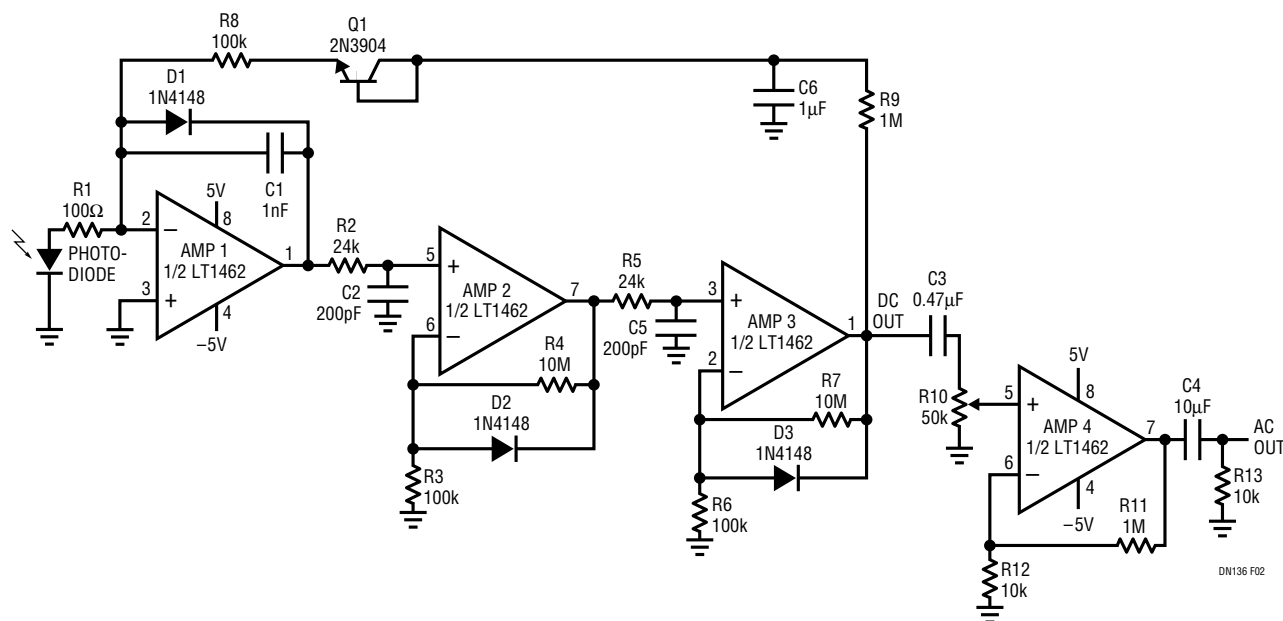 R8
100k
Q1
2N3904
D1
1N4148
C6
1µF
R9
1M
C1
1nF
R1
100Ω
PHOTO-
DIODE
2
−
5V
8
AMP 1
1/2 LT1462
1
3
+
4
−5V
R2
24k
C2
200pF
5
+
AMP 2
1/2 LT1462
7
6
−
R4
10M
D2
1N4148
R3
100k
R5
24k
C5
200pF
3
+
AMP 3
1/2 LT1462
1
2
−
R7
10M
D3
1N4148
R6
100k
DC
OUT
C3
0.47µF
R10
50k
5V
8
5
+
AMP 4
1/2 LT1462
7
6
−
4
−5V
C4
10µF
AC
OUT
R13
10k
R11
1M
R12
10k
DN136 F02